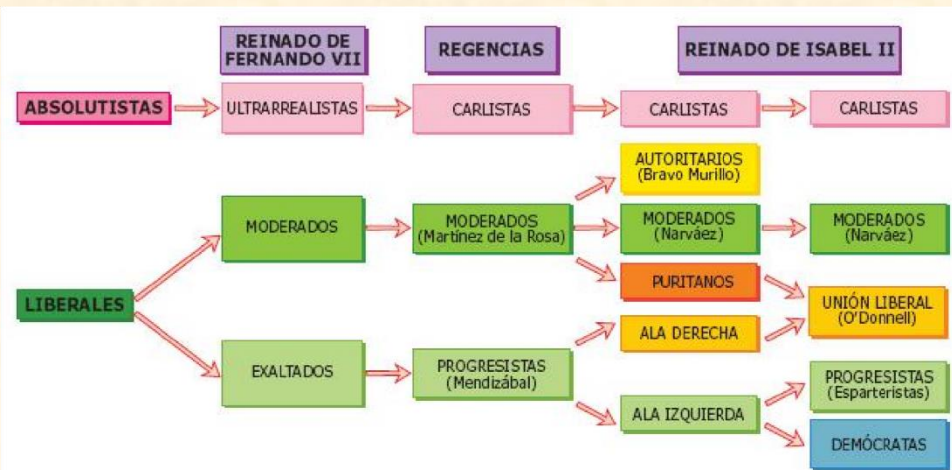 REINADO DE
FERNANDO VII
REGENCIAS
REINADO DE ISABEL II
ABSOLUTISTAS
ULTRARREALISTAS
CARLISTAS
CARLISTAS
CARLISTAS
AUTORITARIOS
(Bravo Murillo)
MODERADOS
MODERADOS
(Martínez de la Rosa)
MODERADOS
(Narváez)
MODERADOS
(Narváez)
LIBERALES
PURITANOS
UNIÓN LIBERAL
(O'Donnell)
ALA DERECHA
EXALTADOS
PROGRESISTAS
(Mendizábal)
PROGRESISTAS
(Esparteristas)
ALA IZQUIERDA
DEMÓCRATAS